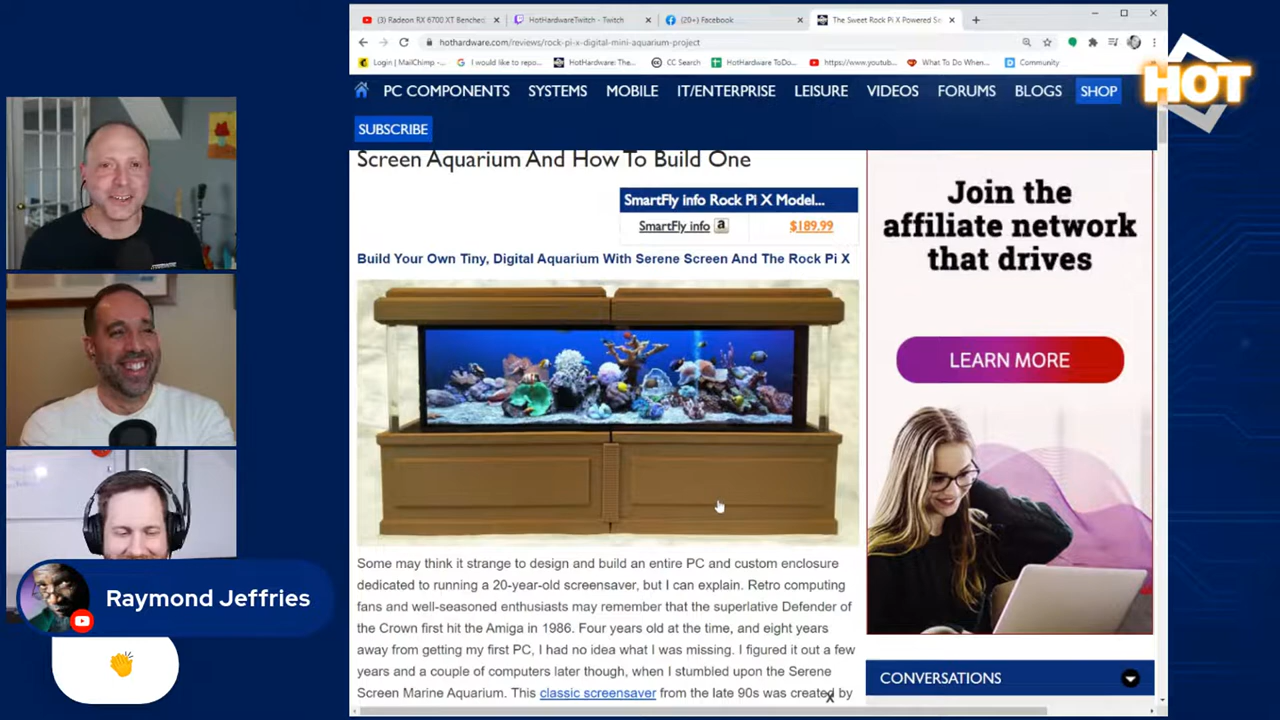 (3) Radeon RX 6700 XT Benched
HotHardwareTwitch - Twitch
(20+) Facebook
The Sweet Rock Pi X Powered Se
hothardware.com/reviews/rock-pi-x-digital-mini-aquarium-project
Login | MailChimp -...
I would like to repo...
HotHardware: The...
CC Search
HotHardware ToDo...
https://www.youtub...
What To Do When...
Community
HOT
PC COMPONENTS SYSTEMS MOBILE IT/ENTERPRISE LEISURE VIDEOS FORUMS BLOGS SHOP
SUBSCRIBE
Screen Aquarium And How To Build One
SmartFly info Rock Pi X Model...
SmartFly info a $189.99
Build Your Own Tiny, Digital Aquarium With Serene Screen And The Rock Pi X
Some may think it strange to design and build an entire PC and custom enclosure
dedicated to running a 20-year-old screensaver, but I can explain. Retro computing
fans and well-seasoned enthusiasts may remember that the superlative Defender of
the Crown first hit the Amiga in 1986. Four years old at the time, and eight years
away from getting my first PC, I had no idea what I was missing. I figured it out a few
years and a couple of computers later though, when I stumbled upon the Serene
Screen Marine Aquarium. This classic screensaver from the late 90s was created by
Join the
affiliate network
that drives
LEARN MORE
CONVERSATIONS
X
Raymond Jeffries